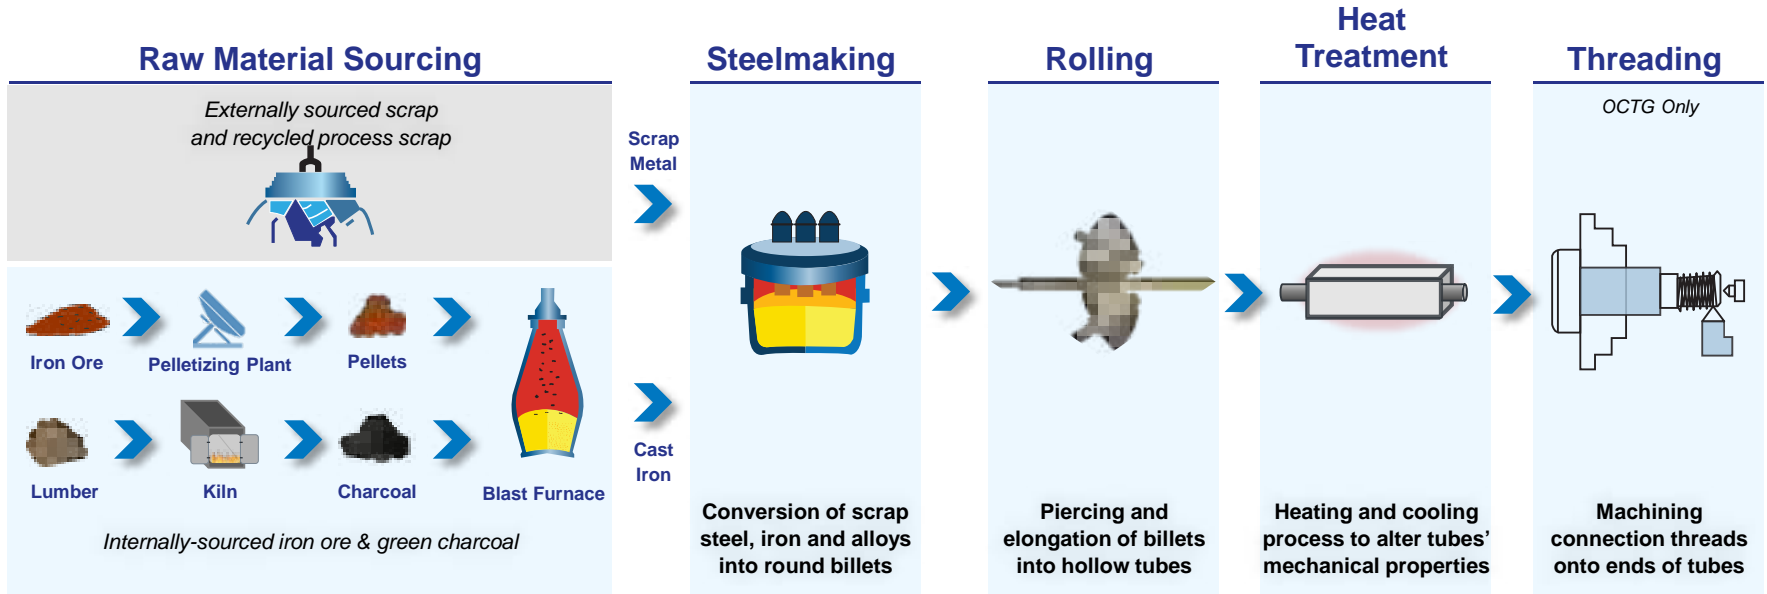 Raw Material Sourcing
Externally sourced scrap
and recycled process scrap
Iron Ore
Pelletizing Plant
Pellets
Lumber
Kiln
Charcoal
Blast Furnace
Internally-sourced iron ore & green charcoal
Scrap
Metal
Cast
Iron
Steelmaking
Conversion of scrap
steel, iron and alloys
into round billets
Rolling
Piercing and
elongation of billets
into hollow tubes
Heat
Treatment
Heating and cooling
process to alter tubes’
mechanical properties
Threading
OCTG Only
Machining
connection threads
onto ends of tubes